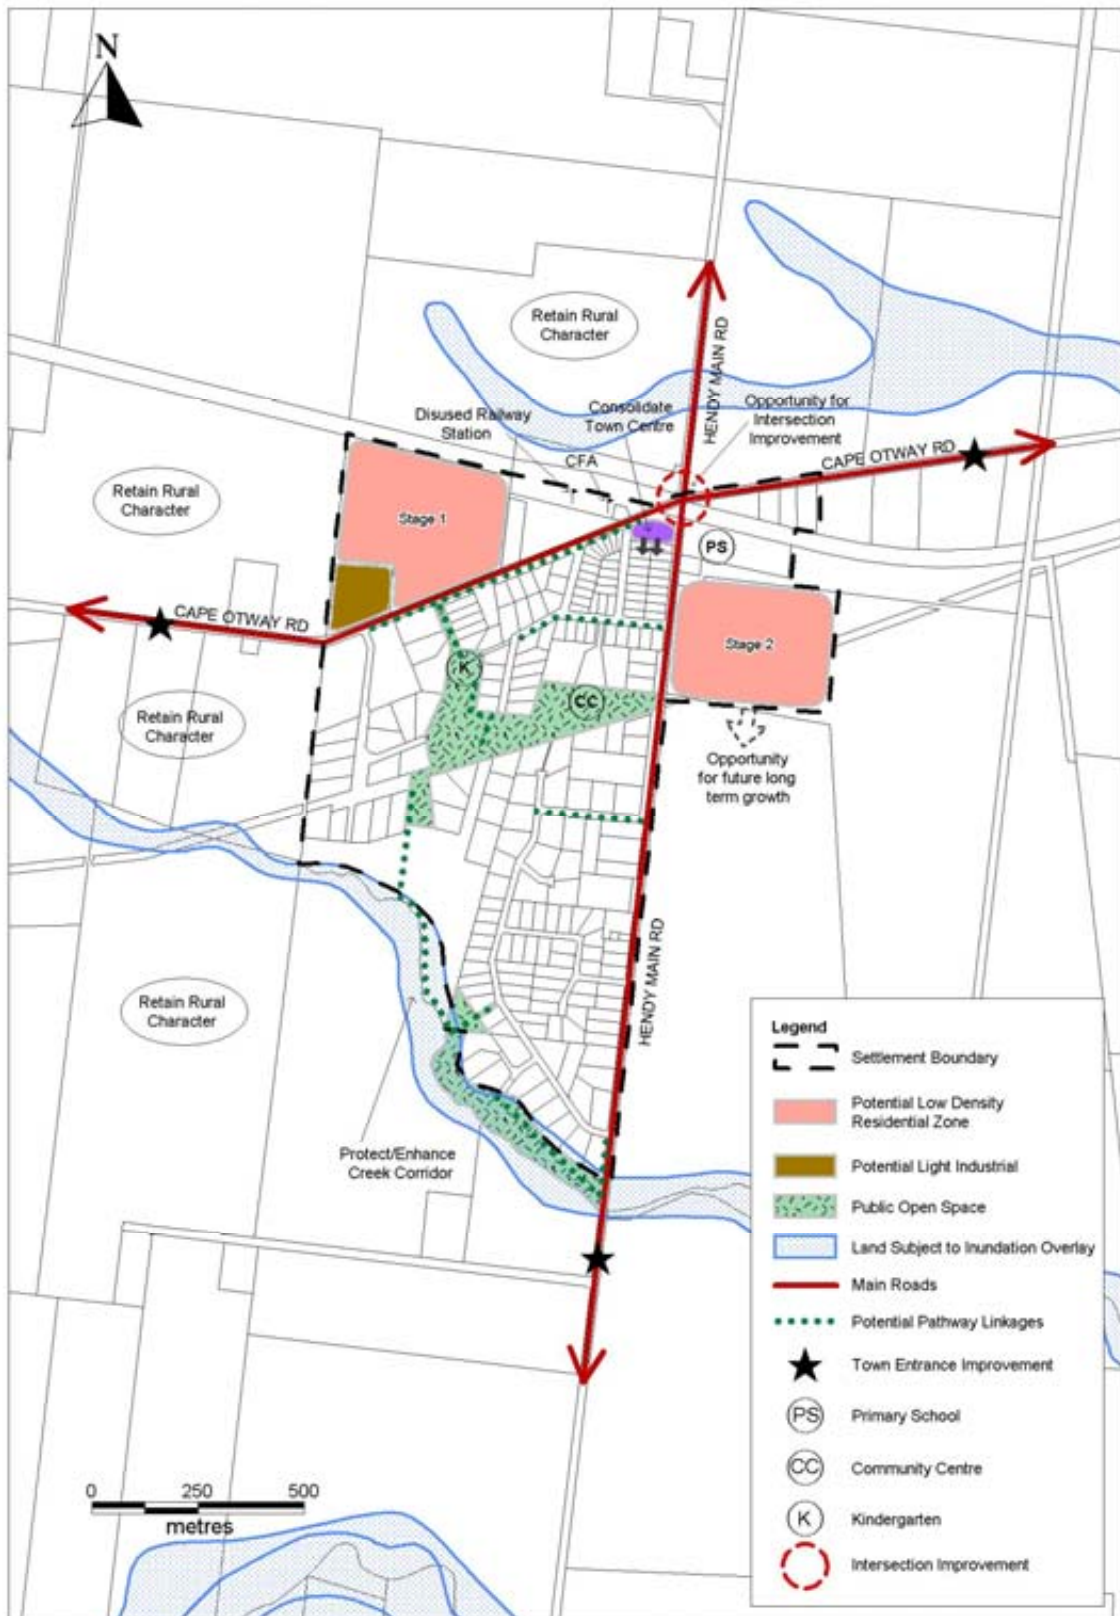 N
Retain Rural
Character
HENDY MAIN RD
Disused Railway
Station
Consolidate
Town Centre
Opportunity for
Intersection
Improvement
CFA
CAPE OTWAY RD
Retain Rural
Character
Stage 1
PS
CAPE OTWAY RD
K
Stage 2
CC
Retain Rural
Character
Opportunity
for future long
term growth
HENDY MAIN RD
Retain Rural
Character
Protect/Enhance
Creek Corridor
Legend
Settlement Boundary
Potential Low Density
Residential Zone
Potential Light Industrial
Public Open Space
Land Subject to Inundation Overlay
Main Roads
Potential Pathway Linkages
Town Entrance Improvement
PS
Primary School
CC
Community Centre
K
Kindergarten
Intersection Improvement
0 250 500
metres